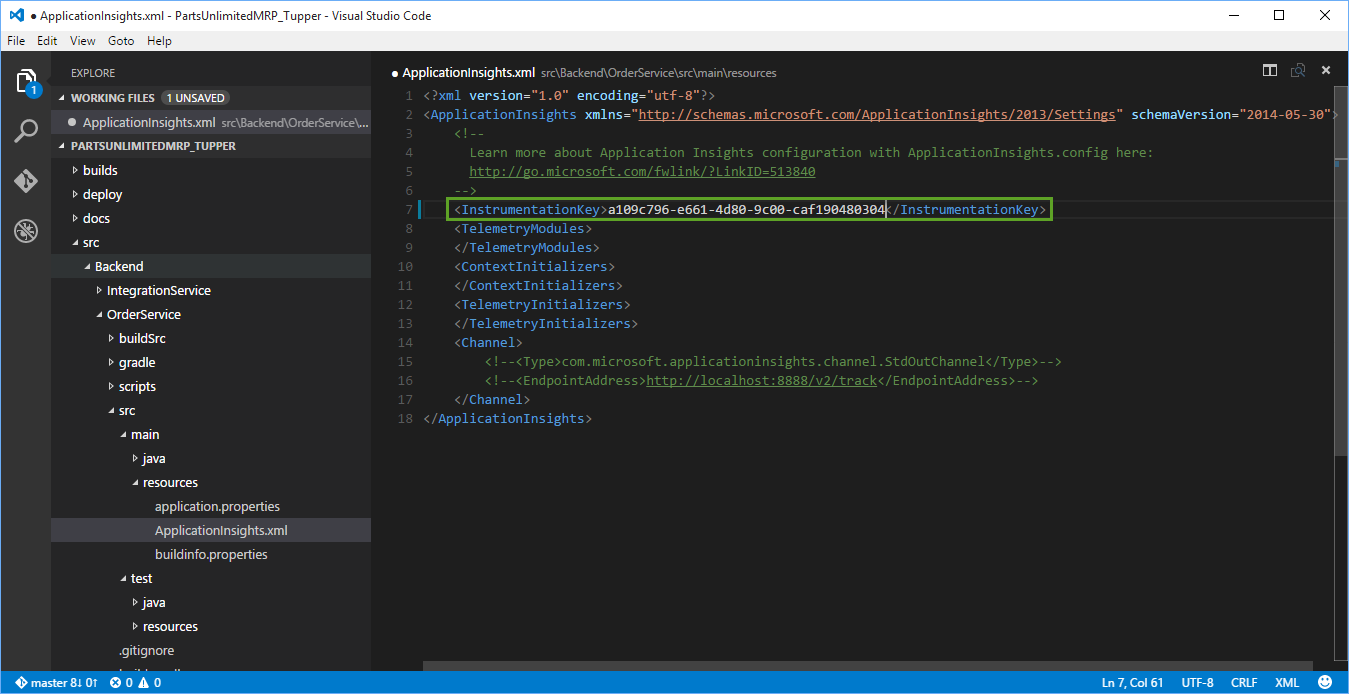 ● ApplicationInsights.xml - PartsUnlimitedMRP_Tupper - Visual Studio Code
File Edit View Goto Help
EXPLORE
WORKING FILES 1 UNSAVED
ApplicationInsights.xml src\Backend\OrderService\...
PARTSUNLIMITEDMRP_TUPPER
builds
deploy
docs
src
Backend
IntegrationService
OrderService
buildSrc
gradle
scripts
src
main
java
resources
application.properties
ApplicationInsights.xml
buildinfo.properties
test
java
resources
.gitignore
1
● ApplicationInsights.xml src\Backend\OrderService\src\main\resources
1 <?xml version="1.0" encoding="utf-8"?>
2 <ApplicationInsights xmlns="http://schemas.microsoft.com/ApplicationInsights/2013/Settings" schemaVersion="2014-05-30">
3 <!--
4 Learn more about Application Insights configuration with ApplicationInsights.config here:
5 http://go.microsoft.com/fwlink/?LinkID=513840
6 -->
7 <InstrumentationKey>a109c796-e661-4d80-9c00-caf190480304</InstrumentationKey>
8 <TelemetryModules>
9 </TelemetryModules>
10 <ContextInitializers>
11 </ContextInitializers>
12 <TelemetryInitializers>
13 </TelemetryInitializers>
14 <Channel>
15 <!--<Type>com.microsoft.applicationinsights.channel.StdOutChannel</Type>-->
16 <!--<EndpointAddress>http://localhost:8888/v2/track</EndpointAddress>-->
17 </Channel>
18 </ApplicationInsights>
master 8↓ 0↑ 0 0 Ln 7, Col 61 UTF-8 CRLF XML